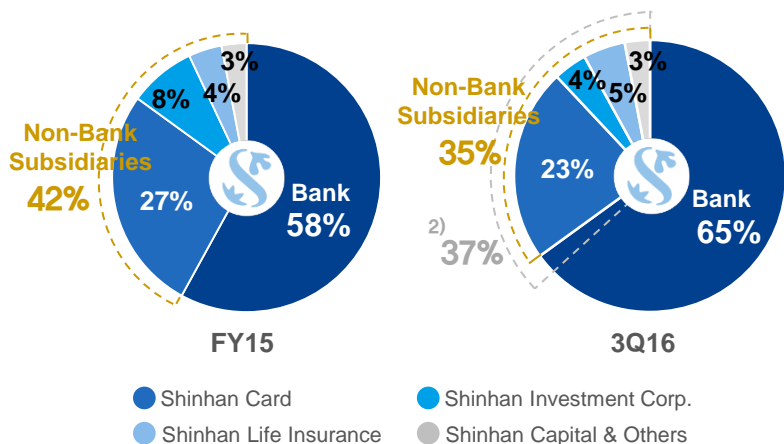 3%
4%
8%
Non-Bank
Subsidiaries
42%
27%
Bank
58%
FY15
3%
4%
5%
Non-Bank
Subsidiaries
35%
23%
Bank
65%
2)
37%
3Q16
Shinhan Card
Shinhan Investment Corp.
Shinhan Life Insurance
Shinhan Capital & Others